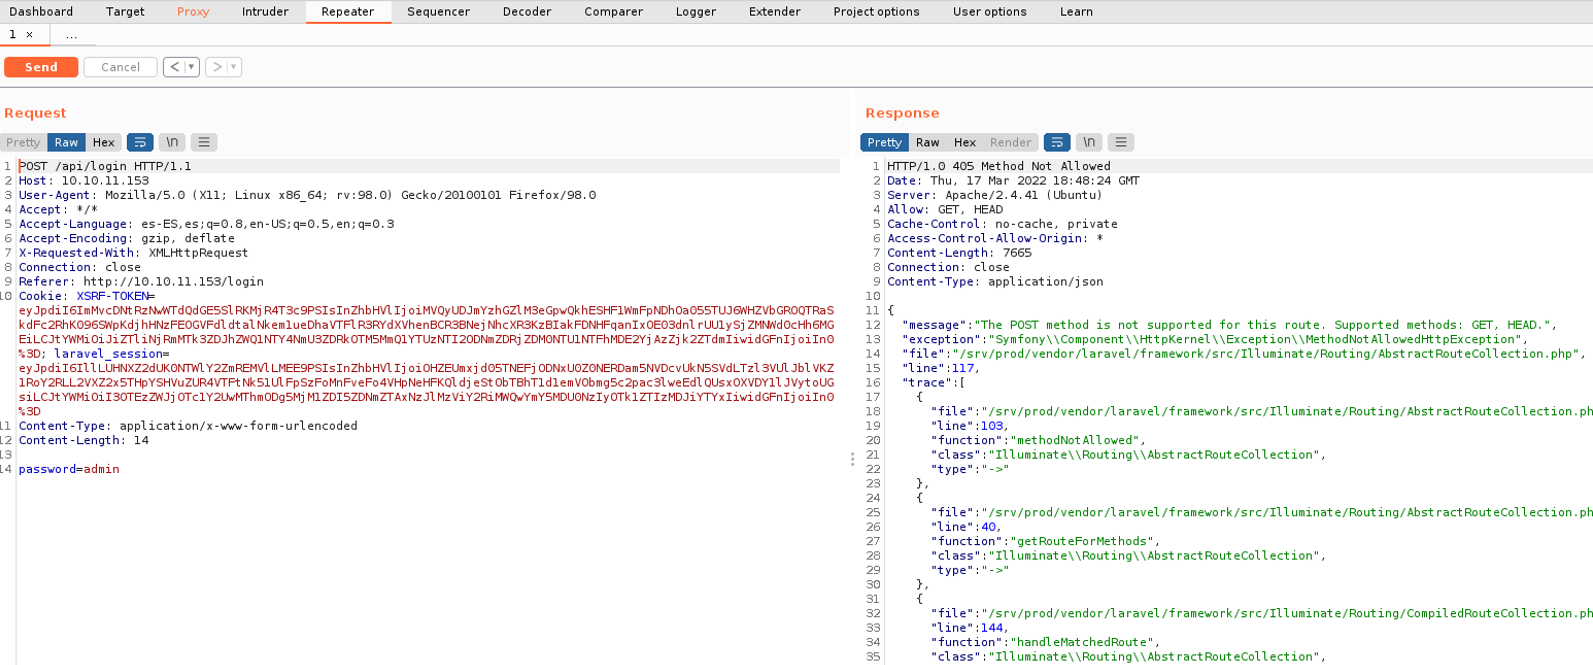 Dashboard Target Proxy Intruder Repeater Sequencer Decoder Comparer Logger Extender Project options User options Learn
1 × ...
Send Cancel < >
Request
Pretty Raw Hex \n
1 POST /api/login HTTP/1.1
2 Host: 10.10.11.153
3 User-Agent: Mozilla/5.0 (X11; Linux x86_64; rv:98.0) Gecko/20100101 Firefox/98.0
4 Accept: */*
5 Accept-Language: es-ES,es;q=0.8,en-US;q=0.5,en;q=0.3
6 Accept-Encoding: gzip, deflate
7 X-Requested-With: XMLHttpRequest
8 Connection: close
9 Referer: http://10.10.11.153/login
10 Cookie: XSRF-TOKEN=
%3D; laravel_session=
%3D
11 Content-Type: application/x-www-form-urlencoded
12 Content-Length: 14
13
14 password=admin
Response
Pretty Raw Hex Render \n
1 HTTP/1.0 405 Method Not Allowed
2 Date: Thu, 17 Mar 2022 18:48:24 GMT
3 Server: Apache/2.4.41 (Ubuntu)
4 Allow: GET, HEAD
5 Cache-Control: no-cache, private
6 Access-Control-Allow-Origin: *
7 Content-Length: 7665
8 Connection: close
9 Content-Type: application/json
10
11 {
12 "message":"The POST method is not supported for this route. Supported methods: GET, HEAD.",
13 "exception":"Symfony\\Component\\HttpKernel\\Exception\\MethodNotAllowedHttpException",
14 "file":"/srv/prod/vendor/laravel/framework/src/Illuminate/Routing/AbstractRouteCollection.php",
15 "line":117,
16 "trace":[
17 {
18 "file":"/srv/prod/vendor/laravel/framework/src/Illuminate/Routing/AbstractRouteCollection.ph
19 "line":103,
20 "function":"methodNotAllowed",
21 "class":"Illuminate\\Routing\\AbstractRouteCollection",
22 "type":"->"
23 },
24 {
25 "file":"/srv/prod/vendor/laravel/framework/src/Illuminate/Routing/AbstractRouteCollection.ph
26 "line":40,
27 "function":"getRouteForMethods",
28 "class":"Illuminate\\Routing\\AbstractRouteCollection",
29 "type":"->"
30 },
31 {
32 "file":"/srv/prod/vendor/laravel/framework/src/Illuminate/Routing/CompiledRouteCollection.ph
33 "line":144,
34 "function":"handleMatchedRoute",
35 "class":"Illuminate\\Routing\\AbstractRouteCollection",